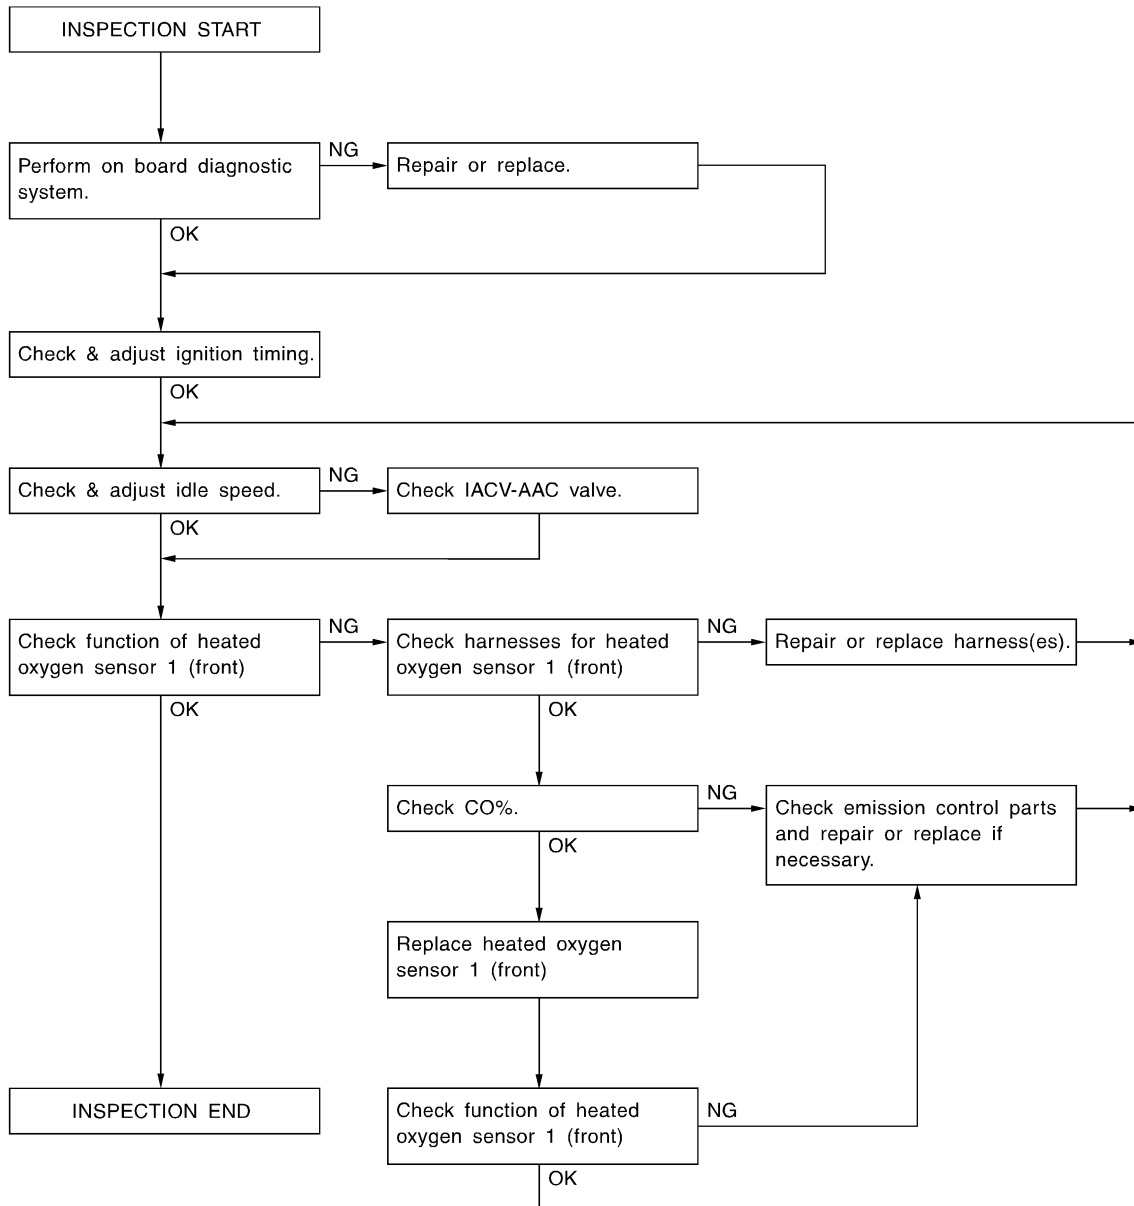 INSPECTION START
Perform on board diagnostic
system.
NG
Repair or replace.
OK
Check & adjust ignition timing.
OK
Check & adjust idle speed.
NG
Check IACV-AAC valve.
OK
Check function of heated
oxygen sensor 1 (front)
NG
Check harnesses for heated
oxygen sensor 1 (front)
NG
Repair or replace harness(es).
OK
OK
Check CO%.
NG
Check emission control parts
and repair or replace if
necessary.
OK
Replace heated oxygen
sensor 1 (front)
INSPECTION END
Check function of heated
oxygen sensor 1 (front)
NG
OK